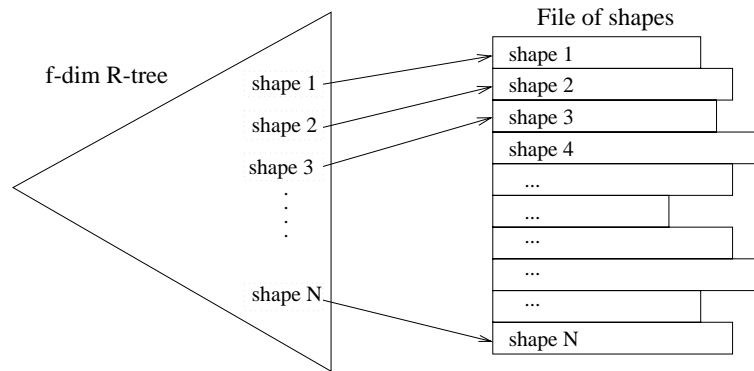 File of shapes
f-dim R-tree
shape 1
shape 2
shape 3
.
.
.
.
.
shape N
shape 1
shape 2
shape 3
shape 4
...
...
...
...
...
shape N